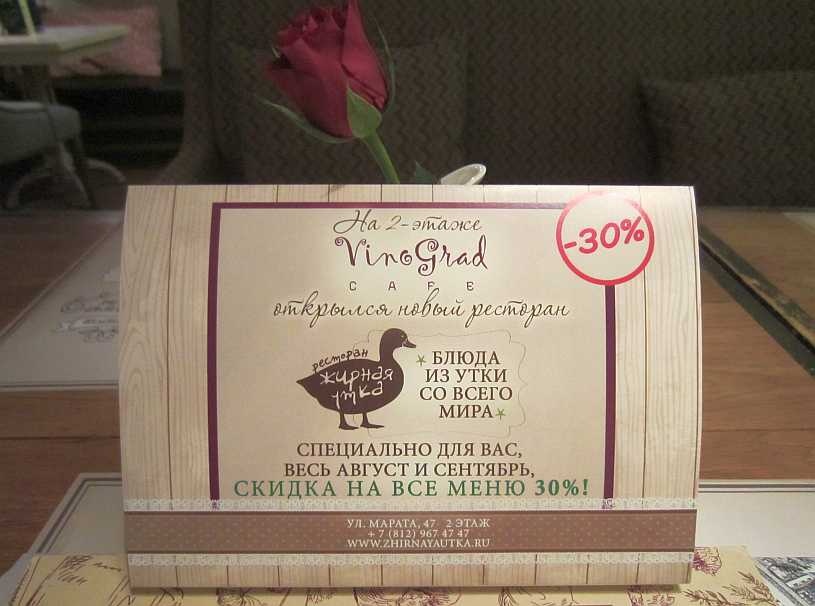 На 2-этаже
VinoGrad
CAFE
открылся новый ресторан
-30%
ресторан
жирная
утка
БЛЮДА
ИЗ УТКИ
СО ВСЕГО
МИРА
СПЕЦИАЛЬНО ДЛЯ ВАС,
ВЕСЬ АВГУСТ И СЕНТЯБРЬ,
СКИДКА НА ВСЕ МЕНЮ 30%!
УЛ. МАРАТА, 47 2 ЭТАЖ
+ 7 (812) 967 47 47
WWW.ZHIRNAYAUTKA.RU